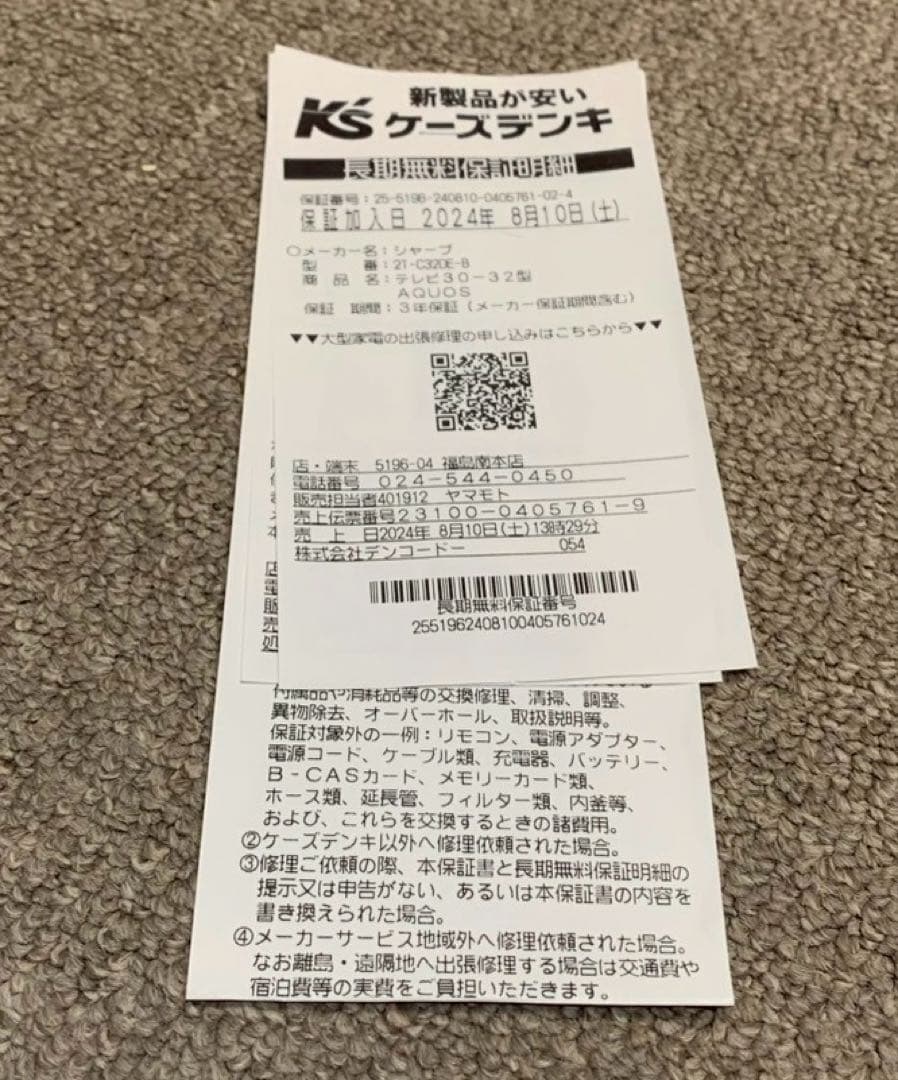 新製品が安い
K'sケーズデンキ
長期無料保証明細
保証番号：25-5196-240810-0405761-02-4
保証加入日 2024年 8月10日(土)
○メーカー名：シャープ
型　　番：2T-C32DE-B
商　品　名：テレビ30－32型
AQUOS
保証　期間：3年保証（メーカー保証期間含む）
▼▼大型家電の出張修理の申し込みはこちらから▼▼
店・端末　5196-04 福島南本店
電話番号　024-544-0450
販売担当者401912　ヤマモト
売上伝票番号23100-0405761-9
売　上　日2024年 8月10日(土)13時29分
株式会社デンコードー　054
長期無料保証番号
2551962408100405761024
店
電
販
売
処
付属品や消耗品等の交換修理、清掃、調整、
異物除去、オーバーホール、取扱説明等。
保証対象外の一例：リモコン、電源アダプター、
電源コード、ケーブル類、充電器、バッテリー、
B-CASカード、メモリーカード類、
ホース類、延長管、フィルター類、内釜等、
および、これらを交換するときの諸費用。
②ケーズデンキ以外へ修理依頼された場合。
③修理ご依頼の際、本保証書と長期無料保証明細の
提示又は申告がない、あるいは本保証書の内容を
書き換えられた場合。
④メーカーサービス地域外へ修理依頼された場合。
なお離島・遠隔地へ出張修理する場合は交通費や
宿泊費等の実費をご負担いただきます。